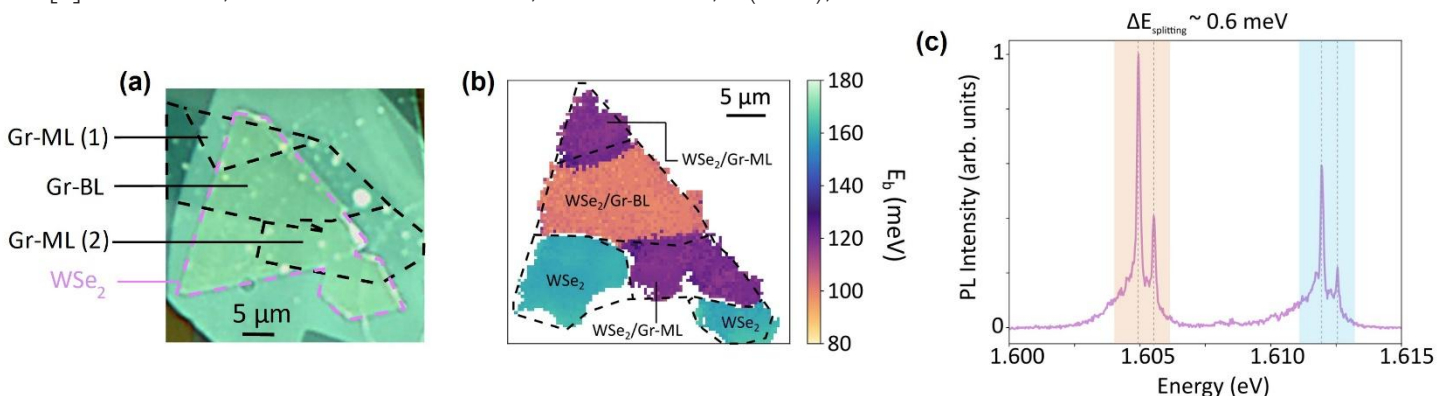 (a)
Gr-ML (1)
Gr-BL
Gr-ML (2)
WSe₂
5 µm
(b)
5 µm
WSe₂/Gr-ML
WSe₂/Gr-BL
WSe₂
WSe₂/Gr-ML
WSe₂
180
160
140
120
100
80
E_b (meV)
(c)
ΔE_splitting ~ 0.6 meV
PL Intensity (arb. units)
1
0
1.600 1.605 1.610 1.615
Energy (eV)